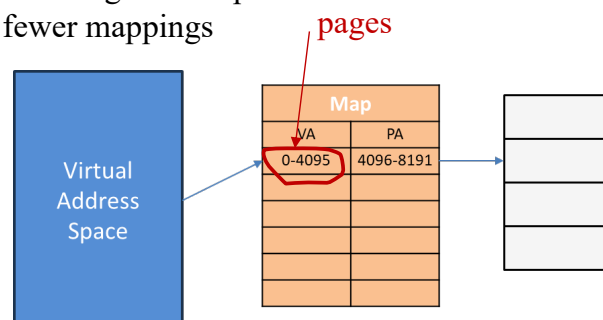 fewer mappings
pages
Map
VA PA
0-4095 4096-8191
Virtual
Address
Space